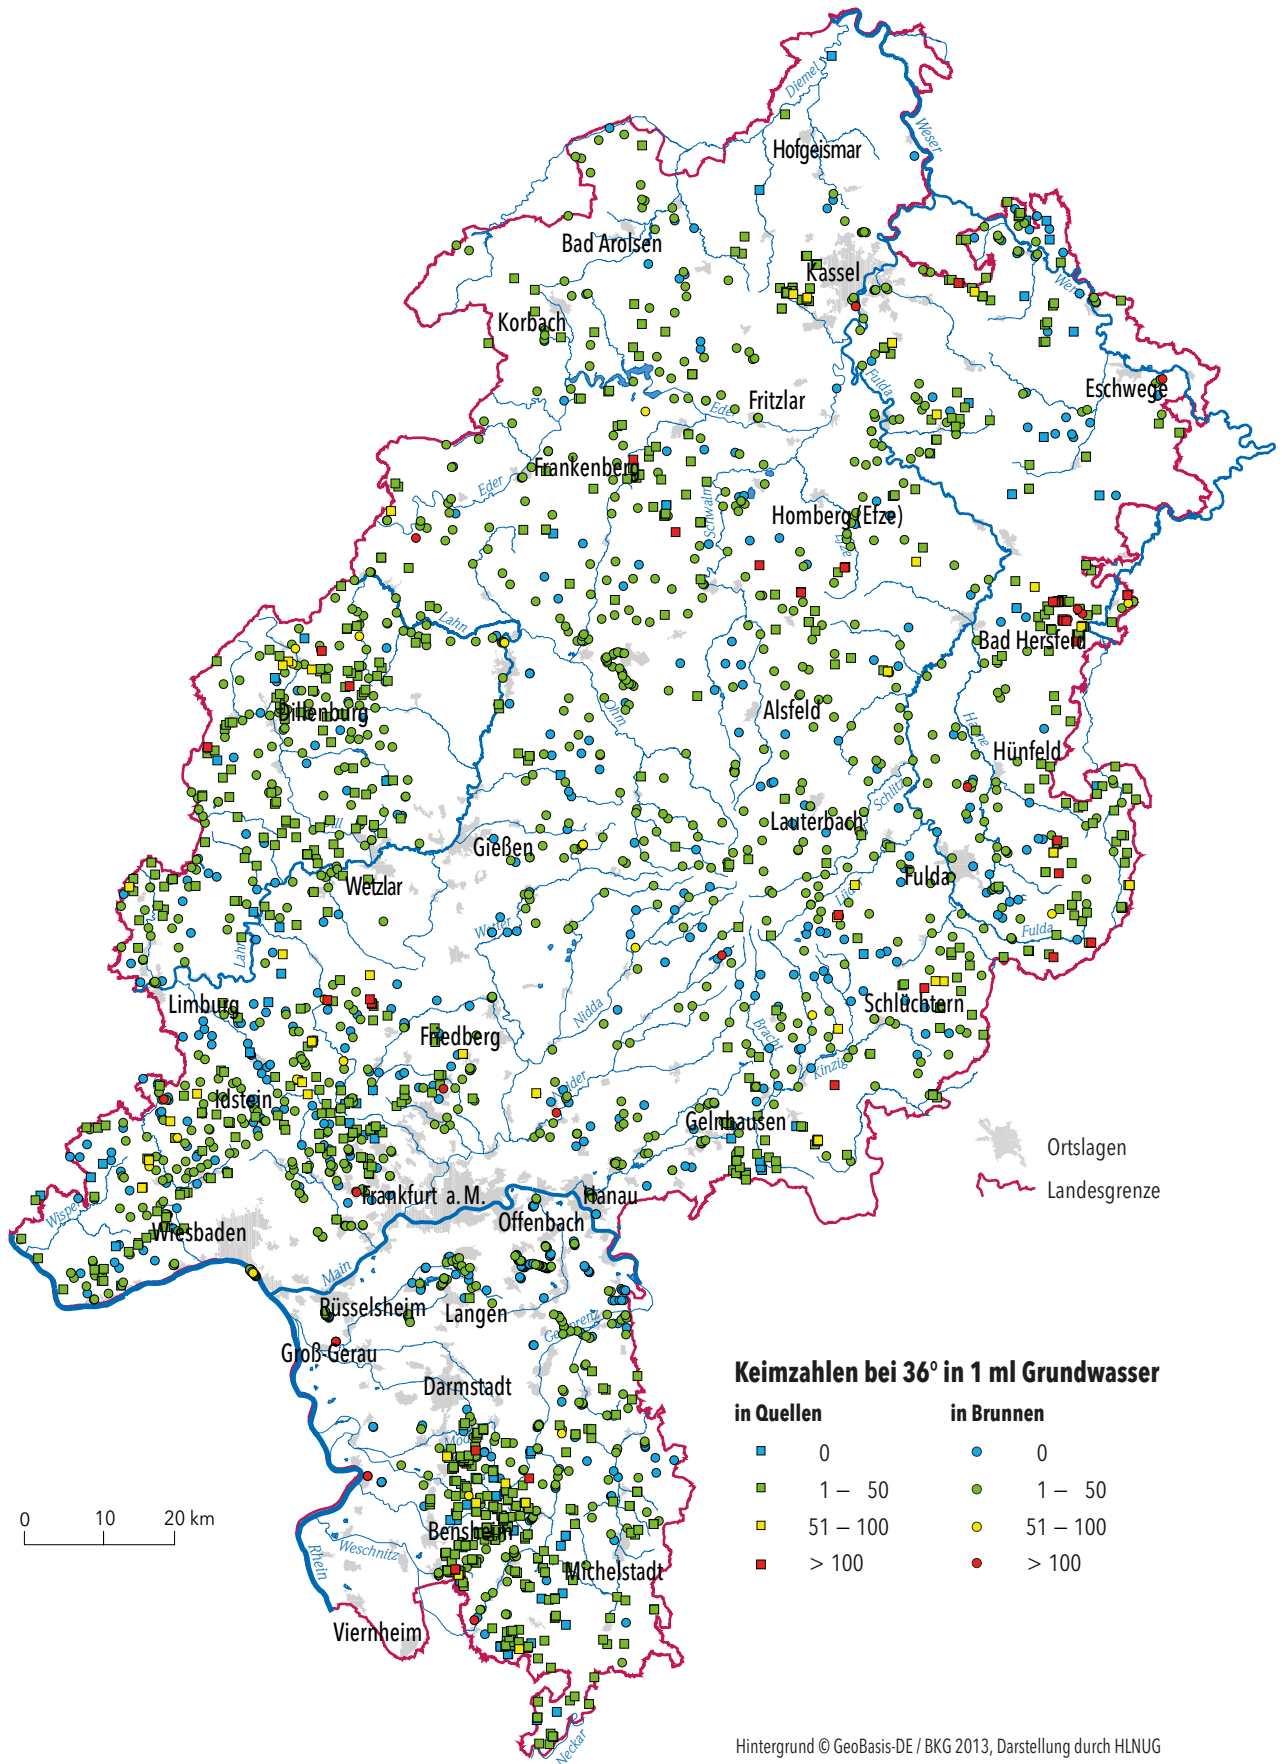 Diemel
Hofgeismar
Weser
Bad Arolsen
Kassel
Korbach
Eschwege
Fulda
Fritzlar
Frankenberg
Eder
Schwalm
Homberg (Efze)
Efze
Lahn
Bad Hersfeld
Ohm
Alsfeld
Dillenburg
Haune
Hünfeld
Schlitz
Lauterbach
Dill
Gießen
Wetzlar
Fulda
Wetter
Lahn
Fulda
Limburg
Nidda
Schlüchtern
Friedberg
Bracht
Kinzig
Nidder
Idstein
Gelnhausen
Ortslagen
Landesgrenze
Frankfurt a.M.
Hanau
Wisper
Offenbach
Wiesbaden
Main
Rüsselsheim
Langen
Gersprenz
Groß-Gerau
Darmstadt
Keimzahlen bei 36° in 1 ml Grundwasser
in Quellen in Brunnen
0 0
1 – 50 1 – 50
51 – 100 51 – 100
> 100 > 100
0 10 20 km
Bensheim
Weschnitz
Rhein
Michelstadt
Viernheim
Neckar
Hintergrund © GeoBasis-DE / BKG 2013, Darstellung durch HLNUG